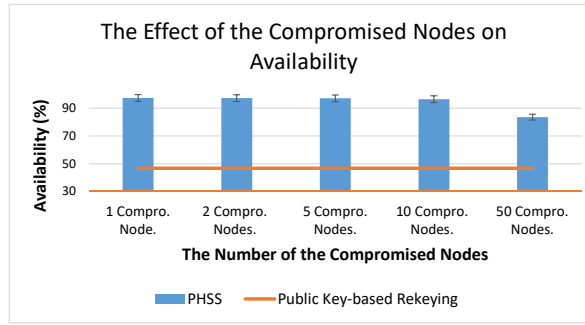 The Effect of the Compromised Nodes on
Availability
Availability (%)
90
70
50
30
1 Compro.
Node.
2 Compro.
Nodes.
5 Compro.
Nodes.
10 Compro.
Nodes.
50 Compro.
Nodes.
The Number of the Compromised Nodes
PHSS
Public Key-based Rekeying